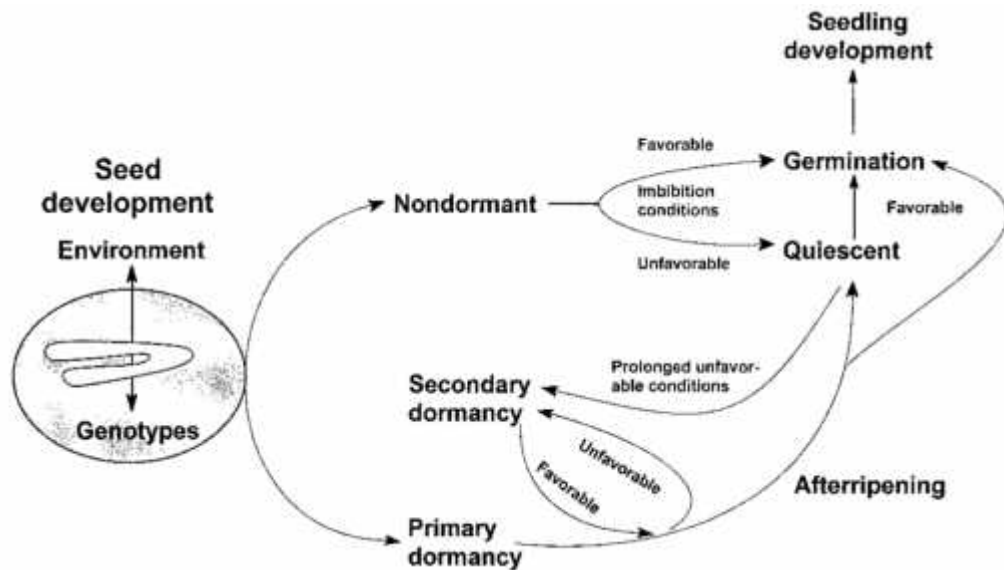 Seedling
development
Seed
development
Environment
Genotypes
Nondormant
Favorable
Imbibition
conditions
Unfavorable
Germination
Favorable
Quiescent
Prolonged unfavor-
able conditions
Secondary
dormancy
Unfavorable
Favorable
Afterripening
Primary
dormancy